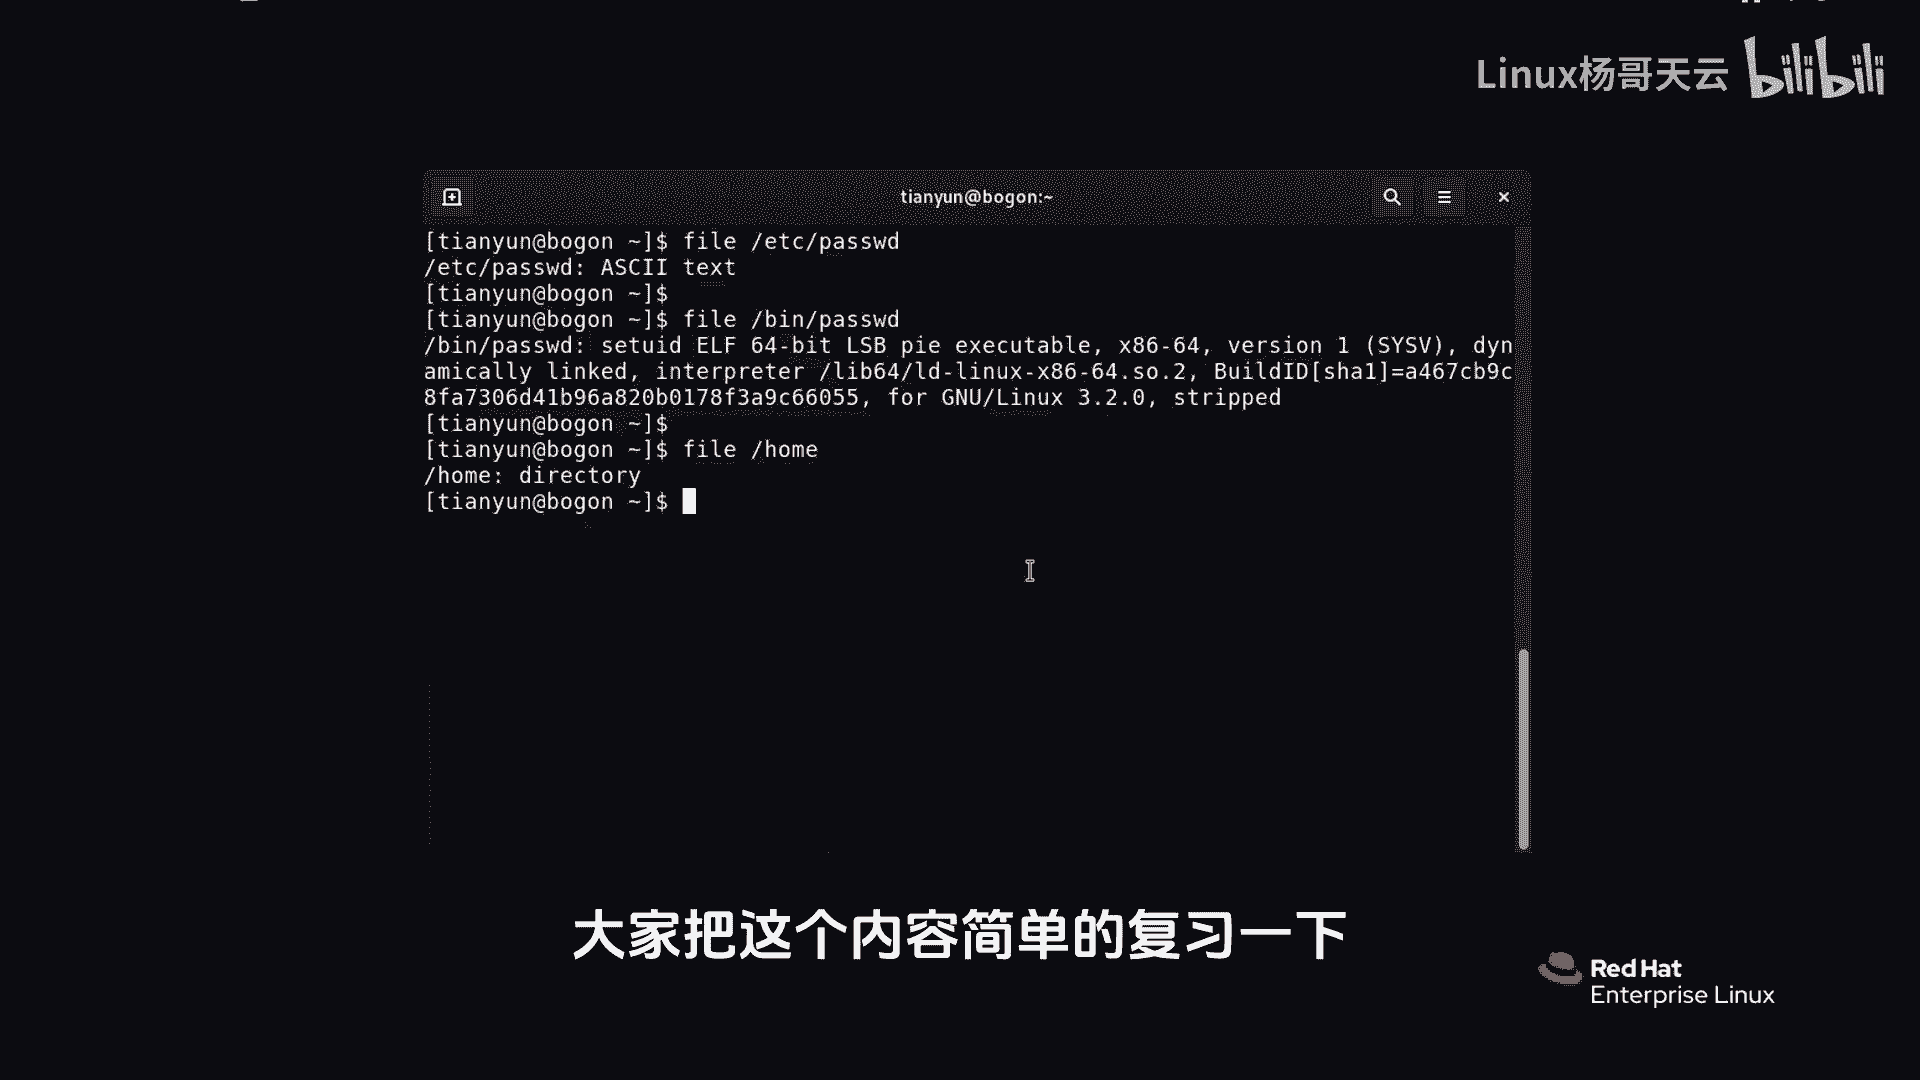 Linux杨哥天云 bilibili
tianyun@bogon:~
[tianyun@bogon ~]$ file /etc/passwd
/etc/passwd: ASCII text
[tianyun@bogon ~]$
[tianyun@bogon ~]$ file /bin/passwd
/bin/passwd: setuid ELF 64-bit LSB pie executable, x86-64, version 1 (SYSV), dyn
amically linked, interpreter /lib64/ld-linux-x86-64.so.2, BuildID[sha1]=a467cb9c
8fa7306d41b96a820b0178f3a9c66055, for GNU/Linux 3.2.0, stripped
[tianyun@bogon ~]$
[tianyun@bogon ~]$ file /home
/home: directory
[tianyun@bogon ~]$
大家把这个内容简单的复习一下
Red Hat
Enterprise Linux